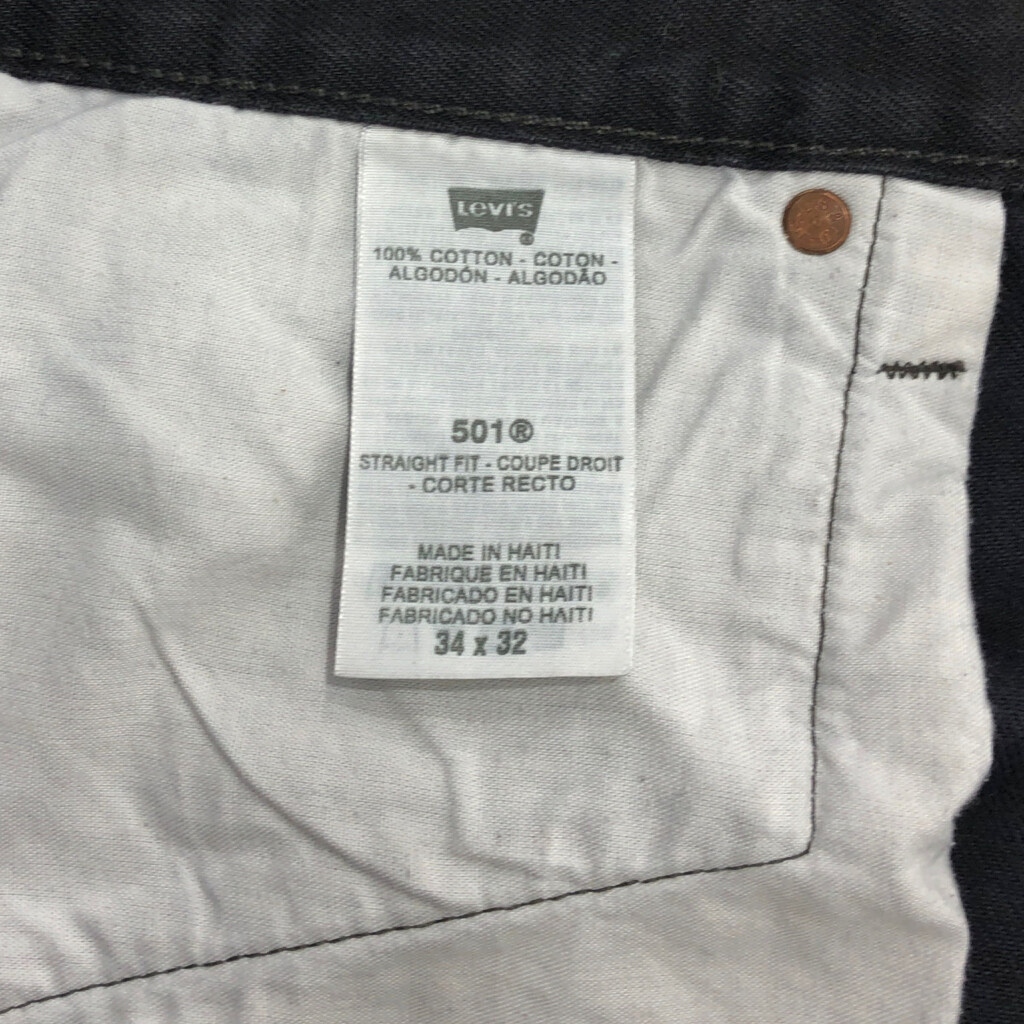 Levi's
®
100% COTTON - COTON -
ALGODÓN - ALGODÃO
501®
STRAIGHT FIT - COUPE DROIT
- CORTE RECTO
MADE IN HAITI
FABRIQUE EN HAITI
FABRICADO EN HAITI
FABRICADO NO HAITI
34 x 32